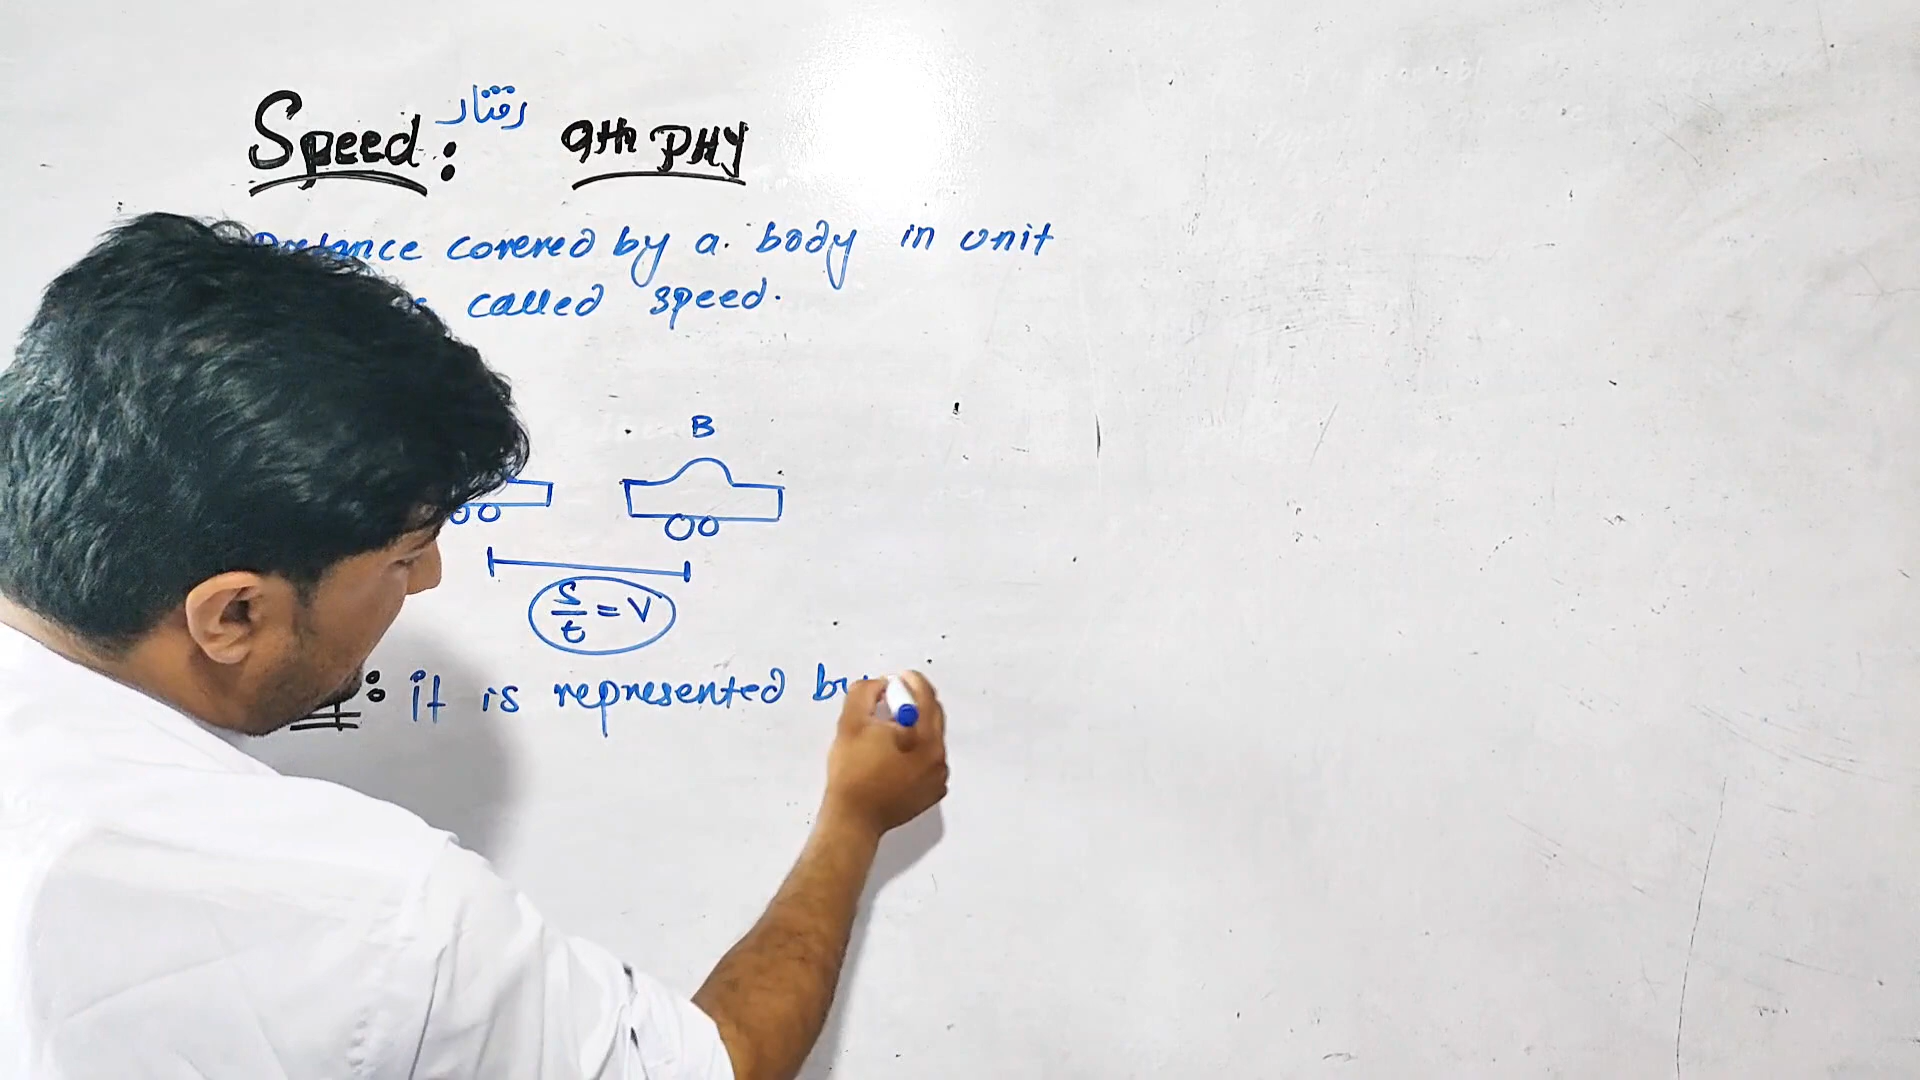 Speed: رفتار 9th PHY
Distance covered by a body in unit
called speed.
B
S/t = V
: it is represented by